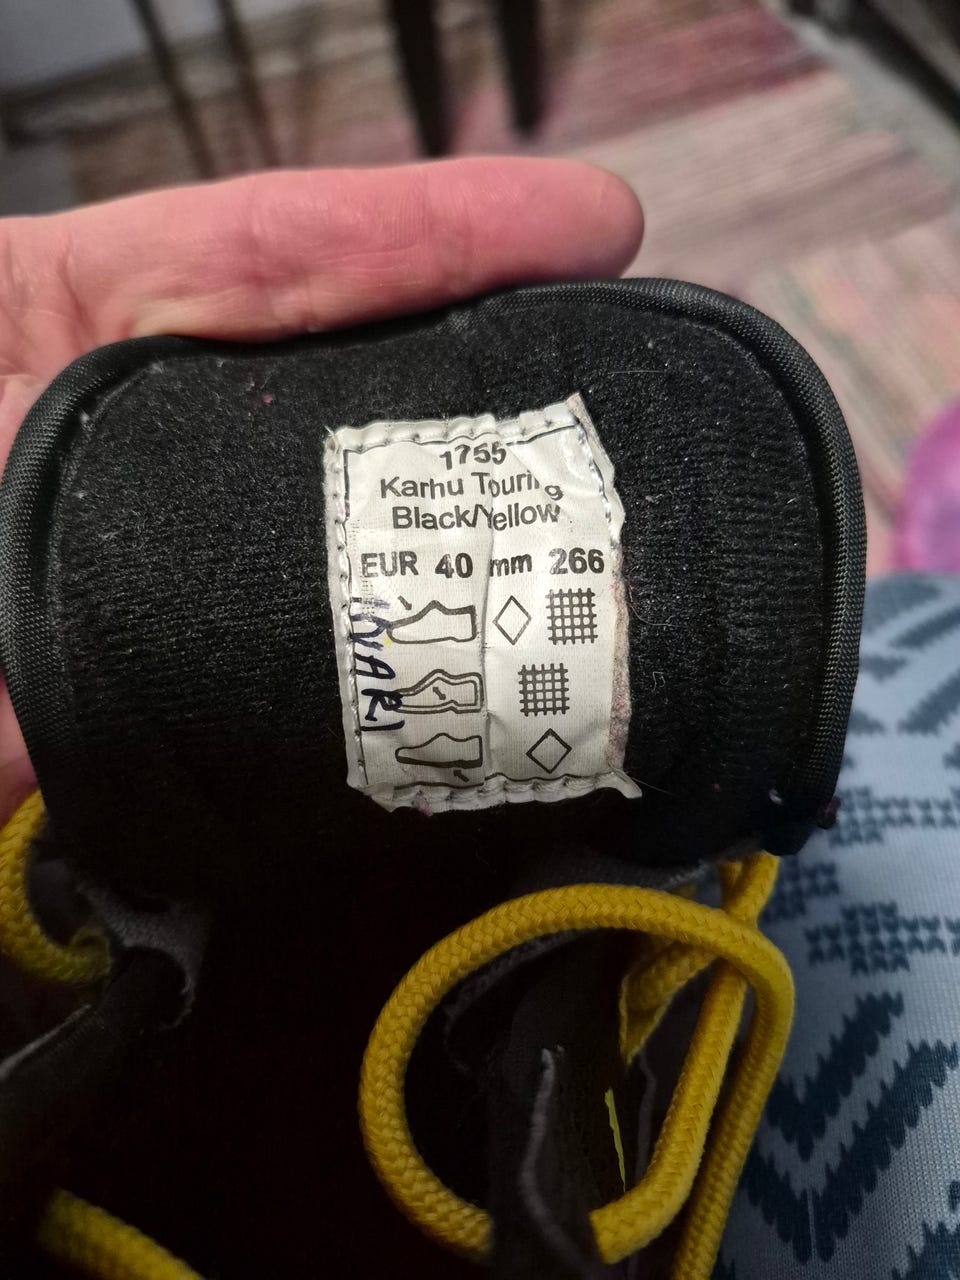 1755
Karhu Touring
Black/Yellow
EUR 40 mm 266